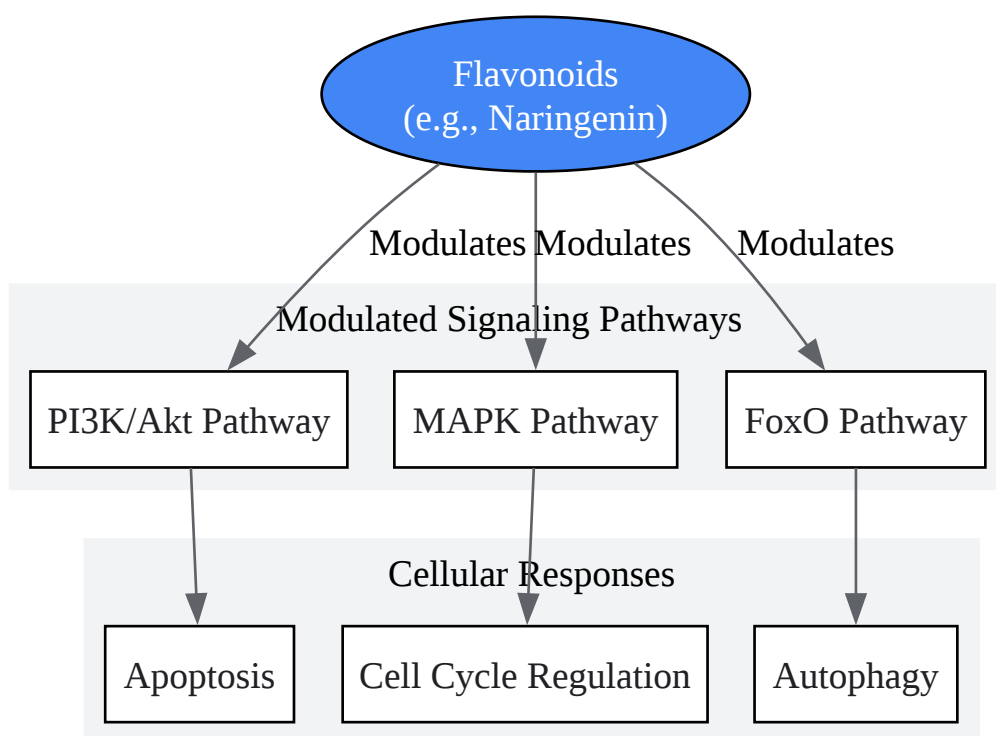 Flavonoids
(e.g., Naringenin)
Modulates Modulates Modulates
Modulated Signaling Pathways
PI3K/Akt Pathway
MAPK Pathway
FoxO Pathway
Cellular Responses
Apoptosis
Cell Cycle Regulation
Autophagy